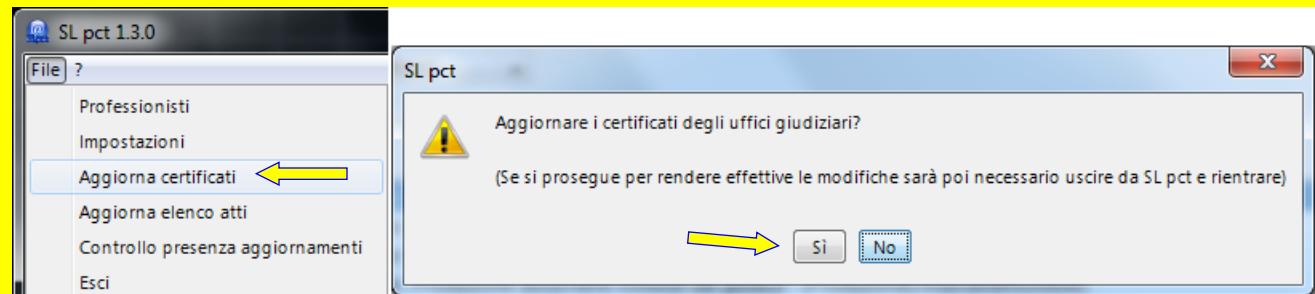 SL pct 1.3.0
File ?
Professionisti
Impostazioni
Aggiorna certificati
Aggiorna elenco atti
Controllo presenza aggiornamenti
Esci
SL pct
Aggiornare i certificati degli uffici giudiziari?
(Se si prosegue per rendere effettive le modifiche sarà poi necessario uscire da SL pct e rientrare)
Sì No